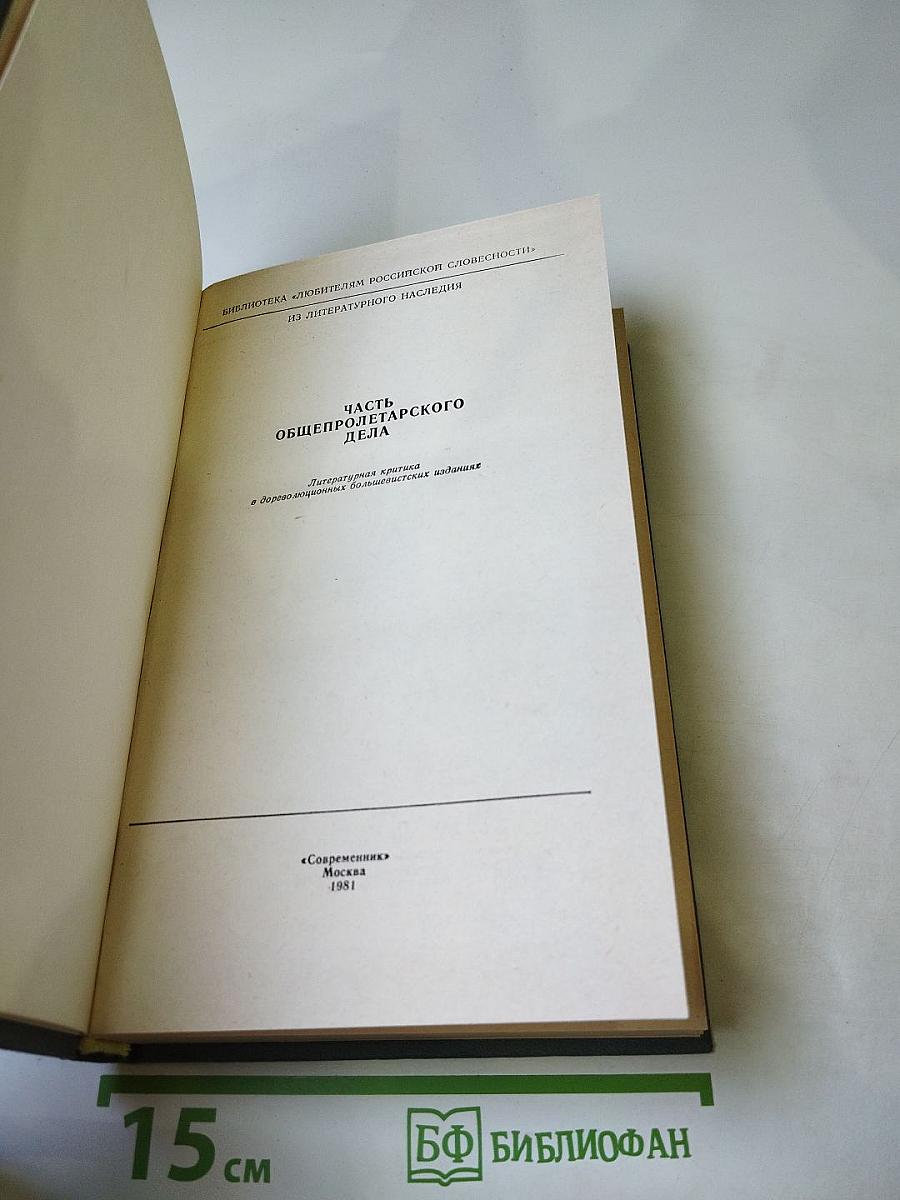 БИБЛИОТЕКА «ЛЮБИТЕЛЯМ РОССИЙСКОЙ СЛОВЕСНОСТИ»
ИЗ ЛИТЕРАТУРНОГО НАСЛЕДИЯ
ЧАСТЬ
ОБЩЕПРОЛЕТАРСКОГО
ДЕЛА
Литературная критика
в дореволюционных большевистских изданиях
«Современник»
Москва
1981
15 см
БФ БИБЛИОФАН